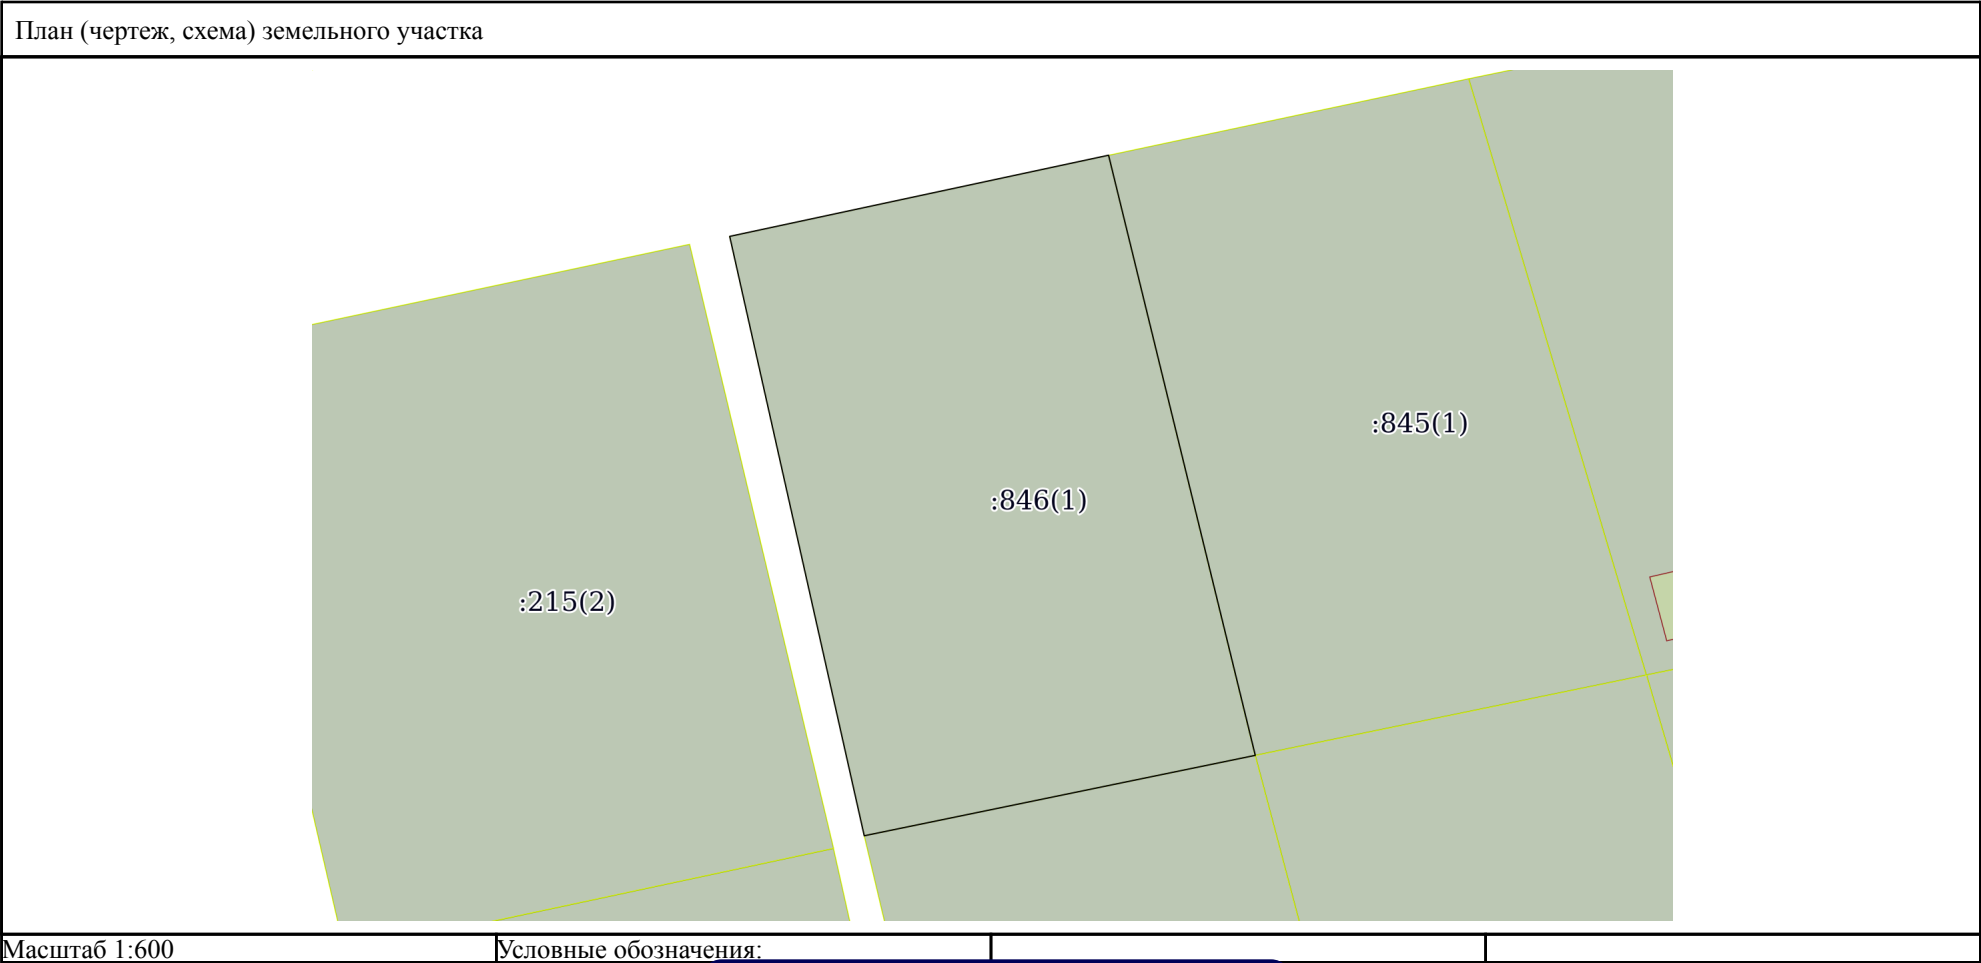 План (чертеж, схема) земельного участка
:845(1)
:846(1)
:215(2)
Масштаб 1:600
Условные обозначения: